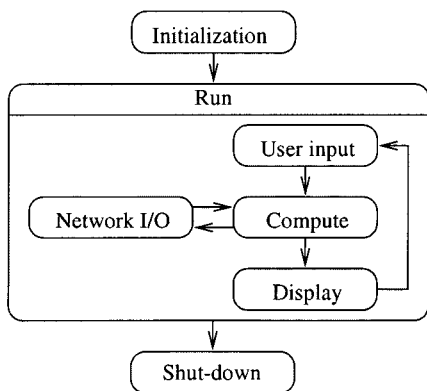 Initialization
Run
User input
Network I/O
Compute
Display
Shut-down